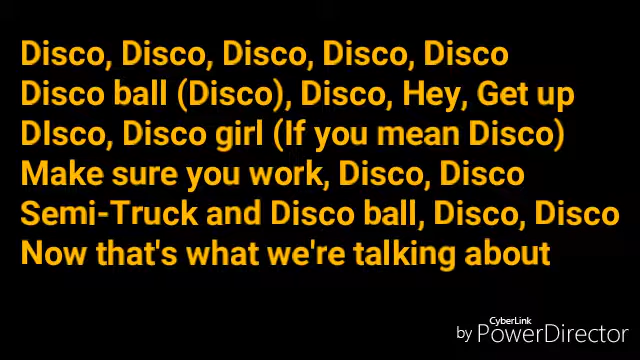 Disco, Disco, Disco, Disco, Disco
Disco ball (Disco), Disco, Hey, Get up
DIsco, Disco girl (If you mean Disco)
Make sure you work, Disco, Disco
Semi-Truck and Disco ball, Disco, Disco
Now that's what we're talking about
CyberLink
by PowerDirector